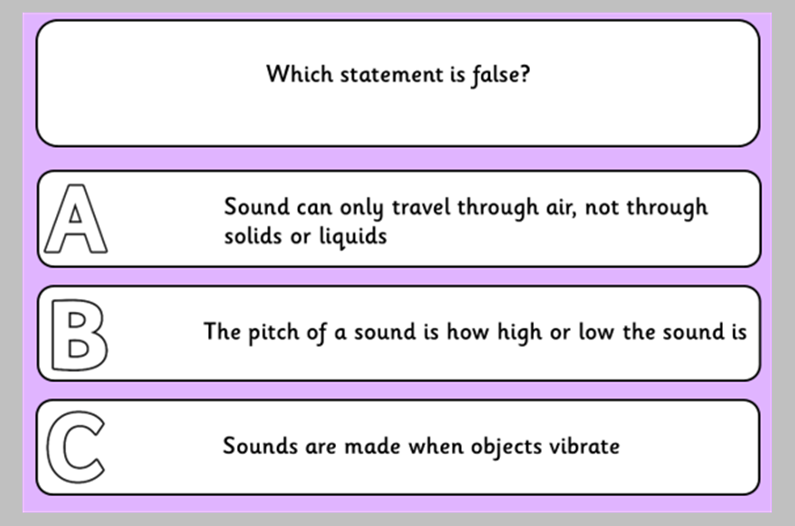 Which statement is false?
A
Sound can only travel through air, not through
solids or liquids
B
The pitch of a sound is how high or low the sound is
C
Sounds are made when objects vibrate